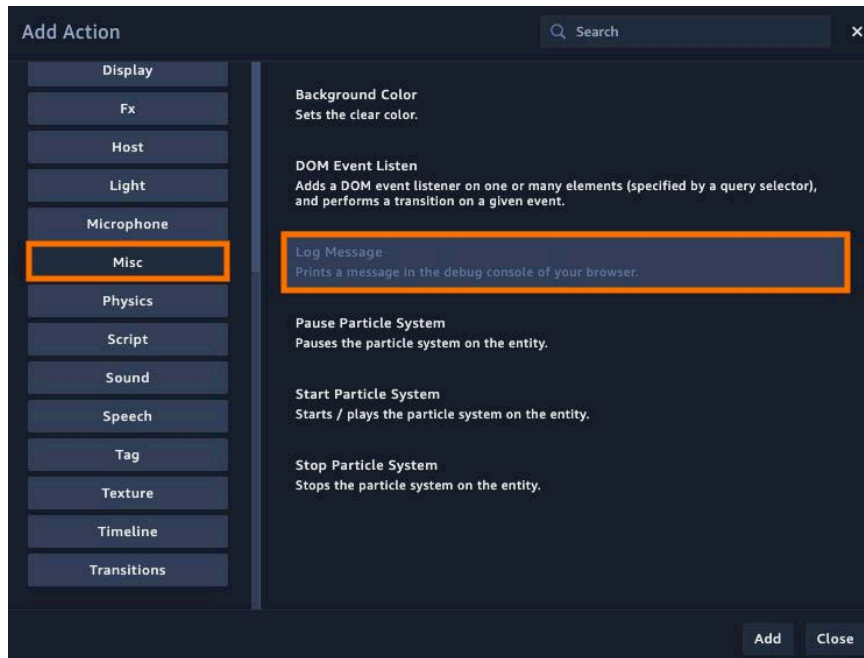 Add Action
Search
Display
Fx
Host
Light
Microphone
Misc
Physics
Script
Sound
Speech
Tag
Texture
Timeline
Transitions
Background Color
Sets the clear color.
DOM Event Listen
Adds a DOM event listener on one or many elements (specified by a query selector),
and performs a transition on a given event.
Log Message
Prints a message in the debug console of your browser.
Pause Particle System
Pauses the particle system on the entity.
Start Particle System
Starts / plays the particle system on the entity.
Stop Particle System
Stops the particle system on the entity.
Add
Close